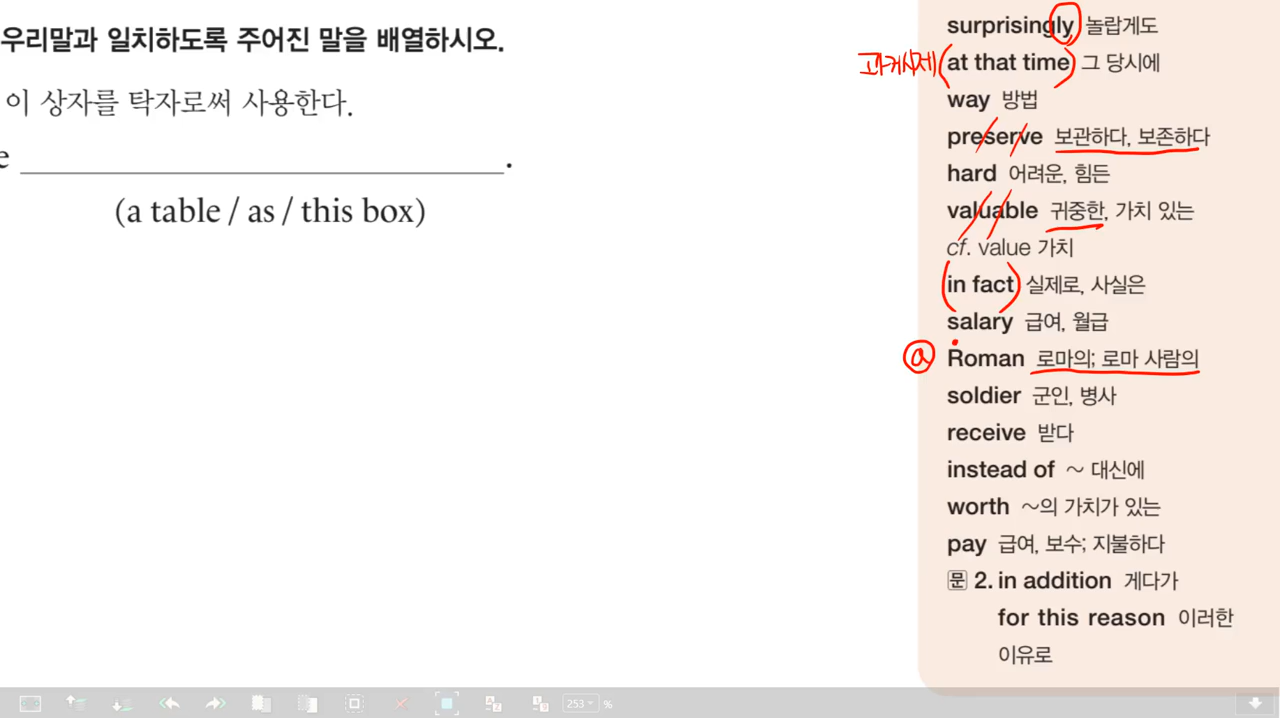 우리말과 일치하도록 주어진 말을 배열하시오.
이 상자를 탁자로써 사용한다.
e ______________________ .
(a table / as / this box)
surprisingly 놀랍게도
과거시제 (at that time) 그 당시에
way 방법
preserve 보관하다, 보존하다
hard 어려운, 힘든
valuable 귀중한, 가치 있는
cf. value 가치
(in fact) 실제로, 사실은
salary 급여, 월급
ⓐ Roman 로마의; 로마 사람의
soldier 군인, 병사
receive 받다
instead of ~ 대신에
worth ~의 가치가 있는
pay 급여, 보수; 지불하다
문 2. in addition 게다가
for this reason 이러한
이유로
253 %